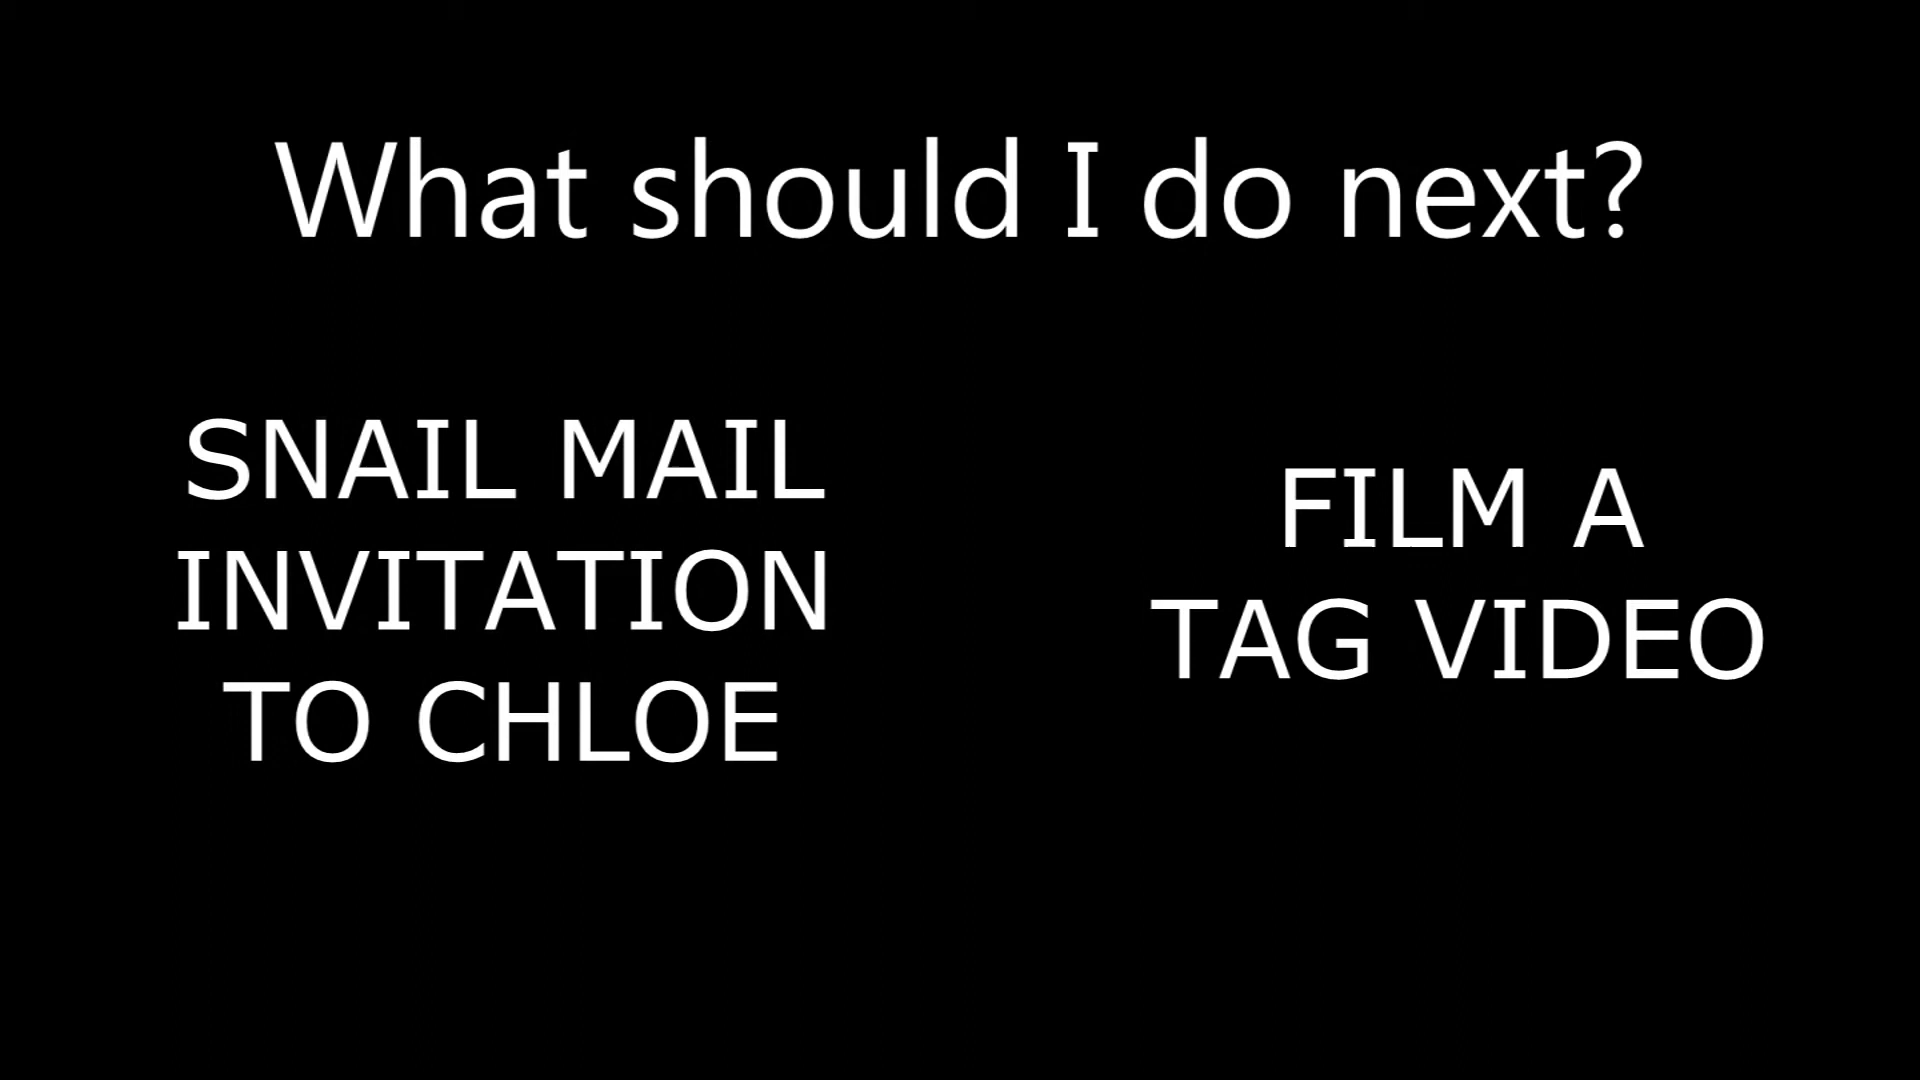 What should I do next?
SNAIL MAIL
INVITATION
TO CHLOE
FILM A
TAG VIDEO